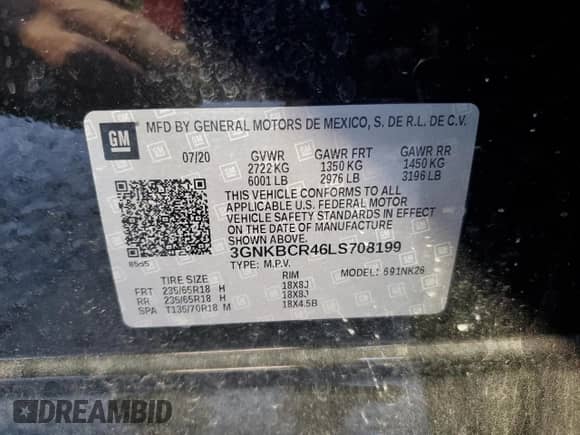 GM
MFD BY GENERAL MOTORS DE MEXICO, S. DE R.L. DE C.V.
07/20 GVWR GAWR FRT GAWR RR
2722 KG 1350 KG 1450 KG
6001 LB 2976 LB 3196 LB
THIS VEHICLE CONFORMS TO ALL
APPLICABLE U.S. FEDERAL MOTOR
VEHICLE SAFETY STANDARDS IN EFFECT
ON THE DATE OF MANUFACTURE
SHOWN ABOVE.
3GNKBCR46LS708199
TYPE: M.P.V. MODEL: 691NK26
TIRE SIZE RIM
FRT 235/65R18 H 18X8J
RR 235/65R18 H 18X8J
SPA T135/70R18 M 18X4.5B
DREAMBID